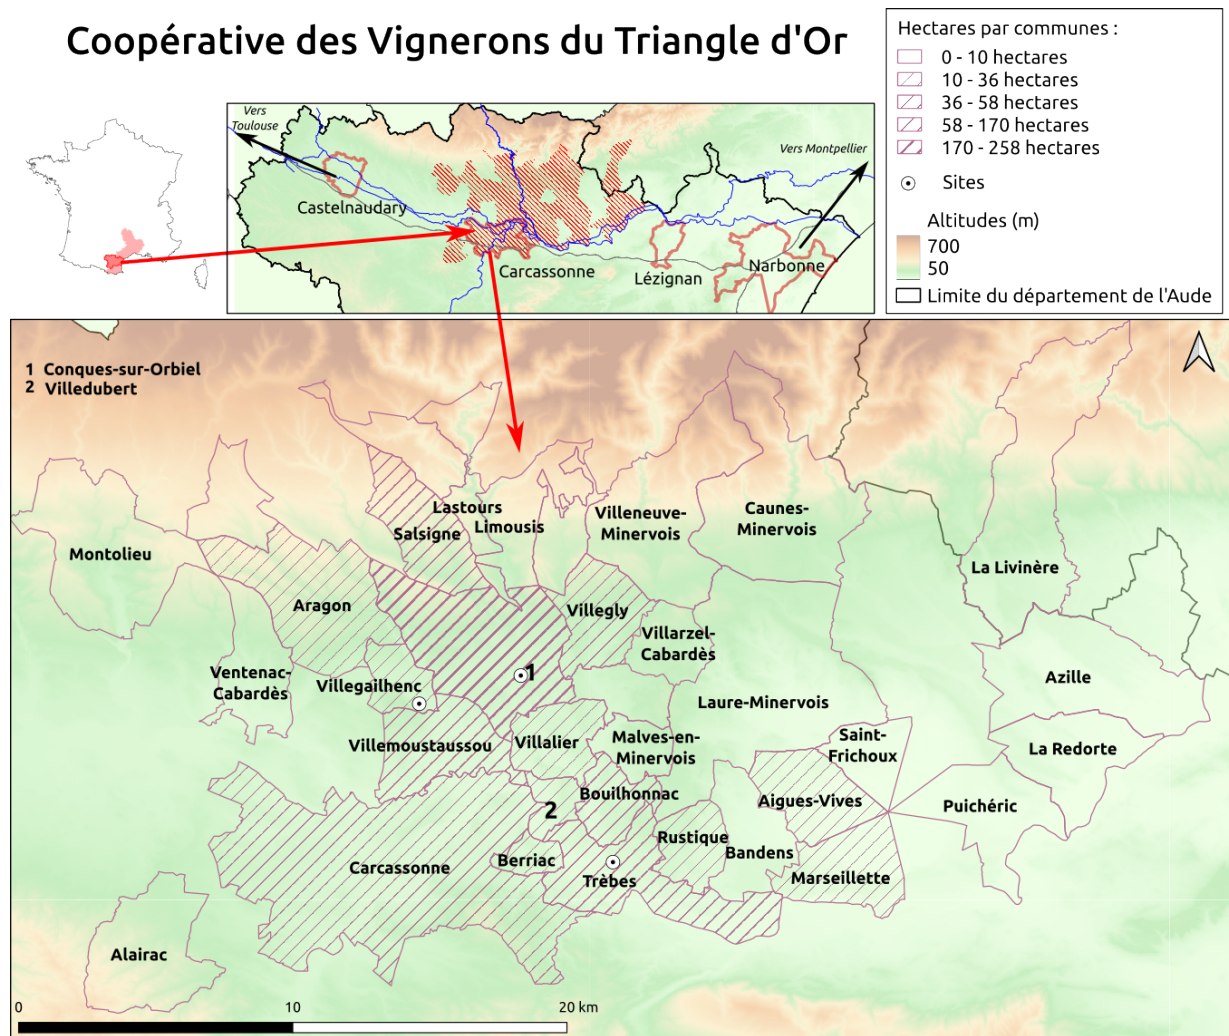 Coopérative des Vignerons du Triangle d'Or
Hectares par communes :
0 - 10 hectares
10 - 36 hectares
36 - 58 hectares
58 - 170 hectares
170 - 258 hectares
Sites
Altitudes (m)
700
50
Limite du département de l'Aude
Vers
Toulouse
Vers Montpellier
Castelnaudary
Carcassonne
Lézignan
Narbonne
1 Conques-sur-Orbiel
2 Villedubert
Montolieu
Lastours
Limousis
Salsigne
Villeneuve-
Minervois
Caunes-
Minervois
La Livinère
Aragon
Villegly
Villarzel-
Cabardès
Ventenac-
Cabardès
Villegailhenc
1
Laure-Minervois
Azille
Villemoustaussou
Villalier
Malves-en-
Minervois
Saint-
Frichoux
La Redorte
Bouilhonnac
Aigues-Vives
Puichéric
2
Rustique
Bandens
Berriac
Carcassonne
Trèbes
Marseillette
Alairac
0
10
20 km